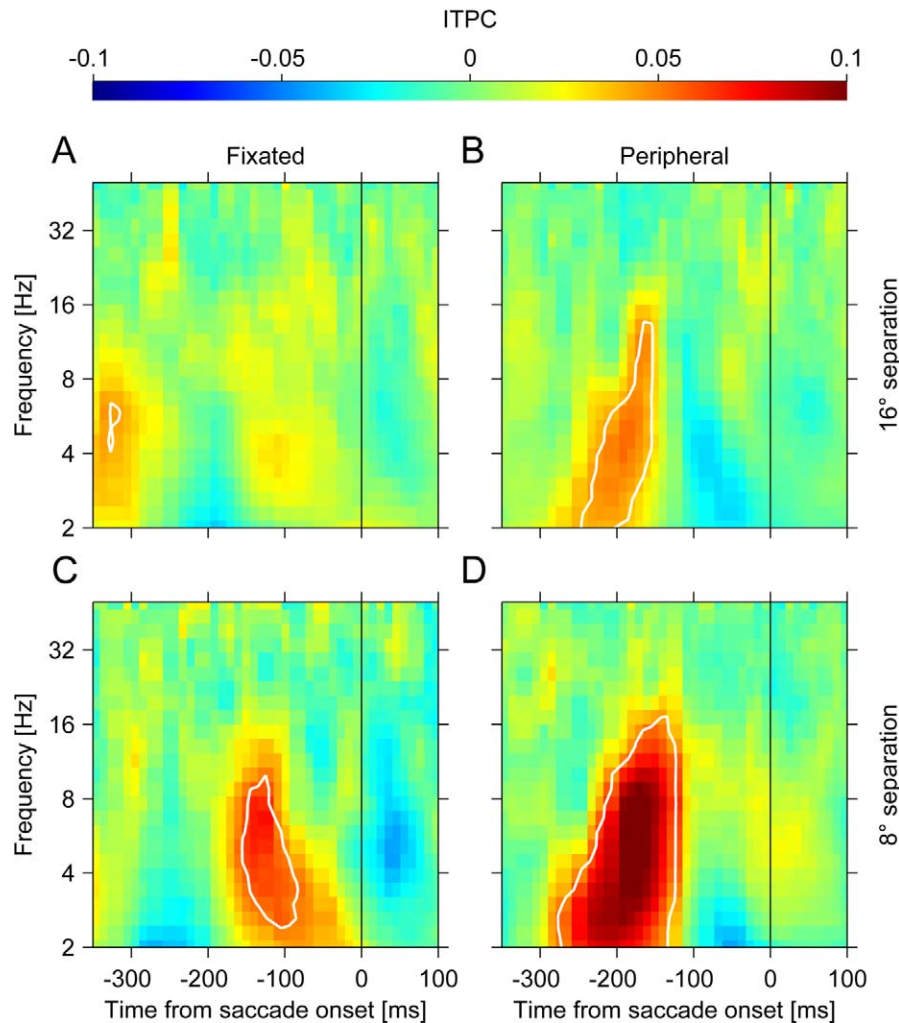 ITPC
-0.1 -0.05 0 0.05 0.1
A Fixated B Peripheral
32
16
8
4
2
Frequency [Hz]
16° separation
C D
32
16
8
4
2
Frequency [Hz]
8° separation
-300 -200 -100 0 100 -300 -200 -100 0 100
Time from saccade onset [ms] Time from saccade onset [ms]